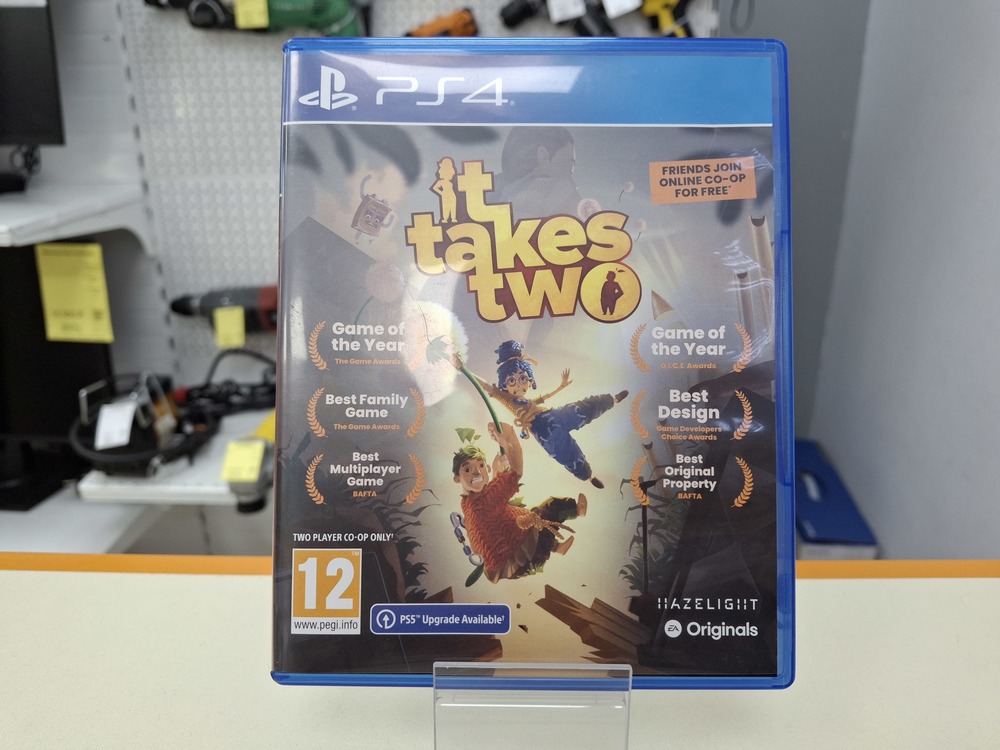 PS4
FRIENDS JOIN
ONLINE CO-OP
FOR FREE*
it
takes
two
Game of
the Year
The Game Awards
Best Family
Game
The Game Awards
Best
Multiplayer
Game
BAFTA
Game of
the Year
D.I.C.E Awards
Best
Design
Game Developers
Choice Awards
Best
Original
Property
BAFTA
TWO PLAYER CO-OP ONLY†
12
www.pegi.info
PS5™ Upgrade Available†
HAZELIGHT
EA Originals